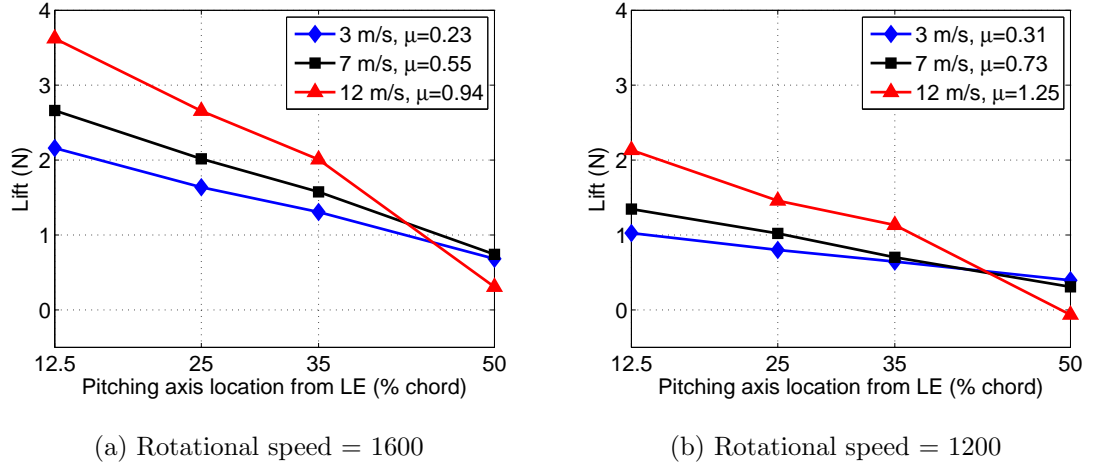 4
3
2
1
0
Lift (N)
3 m/s, μ=0.23
7 m/s, μ=0.55
12 m/s, μ=0.94
12.5 25 35 50
Pitching axis location from LE (% chord)
(a) Rotational speed = 1600
4
3
2
1
0
Lift (N)
3 m/s, μ=0.31
7 m/s, μ=0.73
12 m/s, μ=1.25
12.5 25 35 50
Pitching axis location from LE (% chord)
(b) Rotational speed = 1200